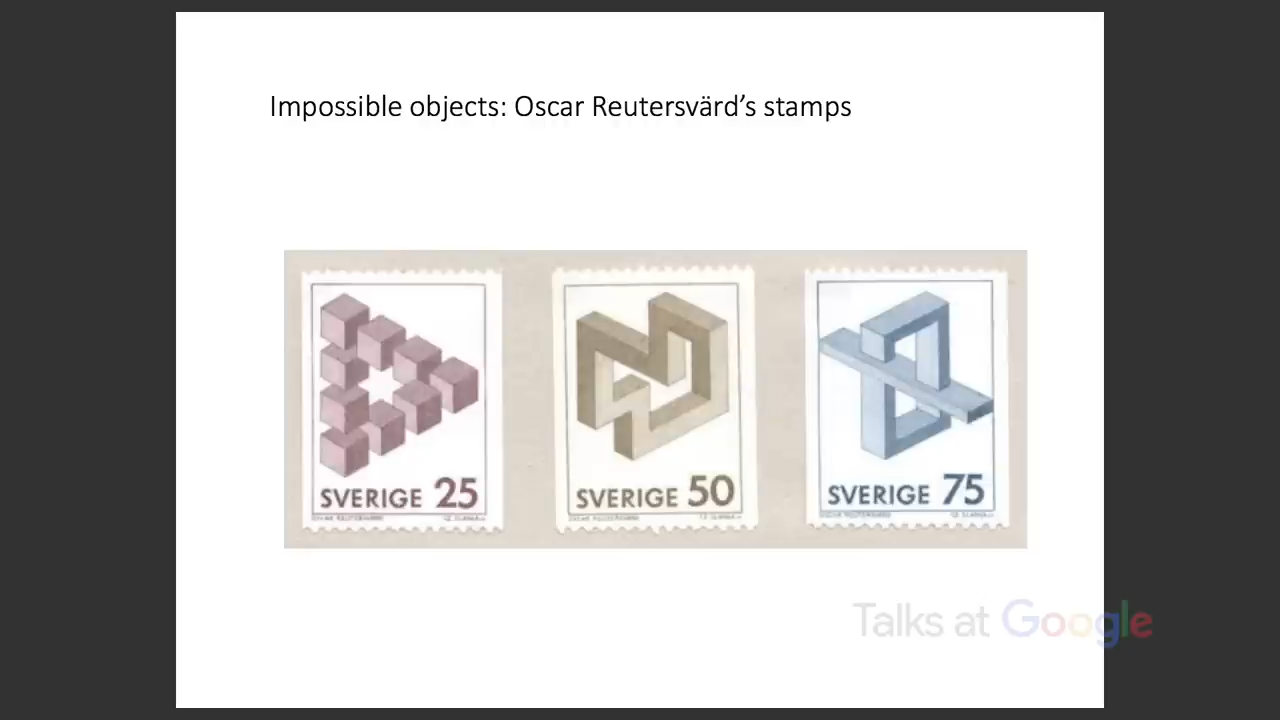 Impossible objects: Oscar Reutersvärd’s stamps
SVERIGE 25
SVERIGE 50
SVERIGE 75
Talks at Google